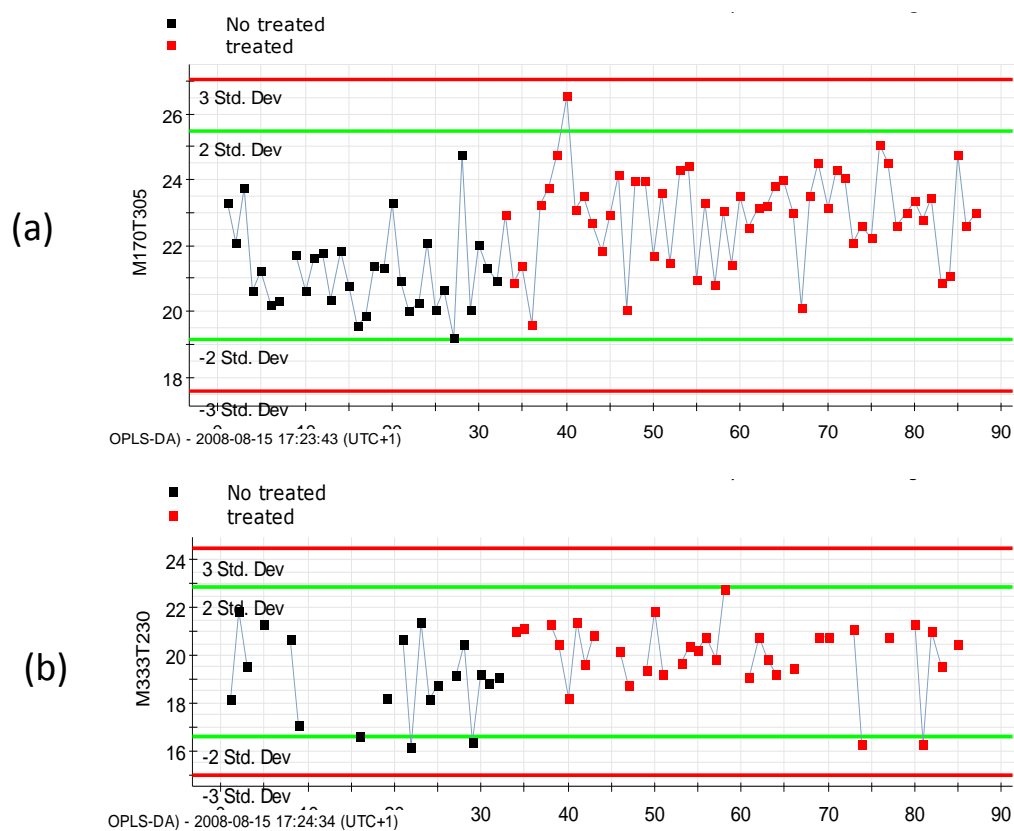 No treated
treated
(a)
M170T305
26
24
22
20
18
3 Std. Dev
2 Std. Dev
-2 Std. Dev
-3 Std. Dev
30 40 50 60 70 80 90
OPLS-DA) - 2008-08-15 17:23:43 (UTC+1)
No treated
treated
(b)
M333T230
24
22
20
18
16
3 Std. Dev
2 Std. Dev
-2 Std. Dev
-3 Std. Dev
30 40 50 60 70 80 90
OPLS-DA) - 2008-08-15 17:24:34 (UTC+1)